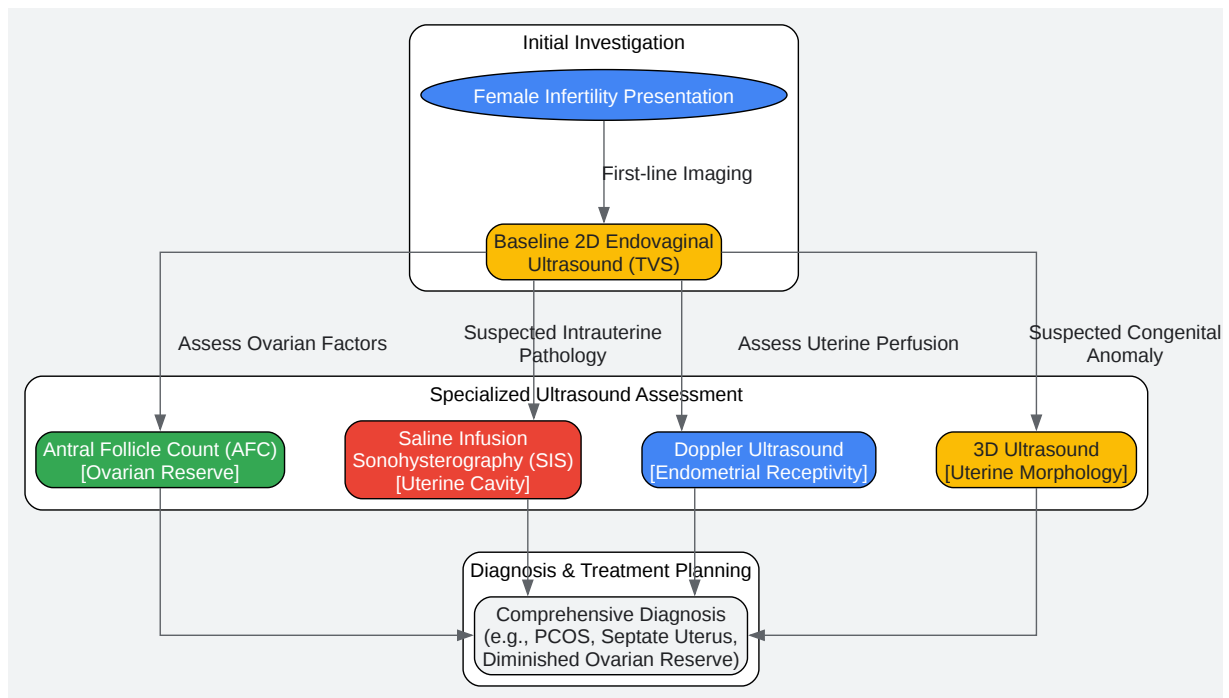 Initial Investigation
Female Infertility Presentation
First-line Imaging
Baseline 2D Endovaginal
Ultrasound (TVS)
Assess Ovarian Factors
Suspected Intrauterine
Pathology
Assess Uterine Perfusion
Suspected Congenital
Anomaly
Specialized Ultrasound Assessment
Antral Follicle Count (AFC)
[Ovarian Reserve]
Saline Infusion
Sonohysterography (SIS)
[Uterine Cavity]
Doppler Ultrasound
[Endometrial Receptivity]
3D Ultrasound
[Uterine Morphology]
Diagnosis & Treatment Planning
Comprehensive Diagnosis
(e.g., PCOS, Septate Uterus,
Diminished Ovarian Reserve)